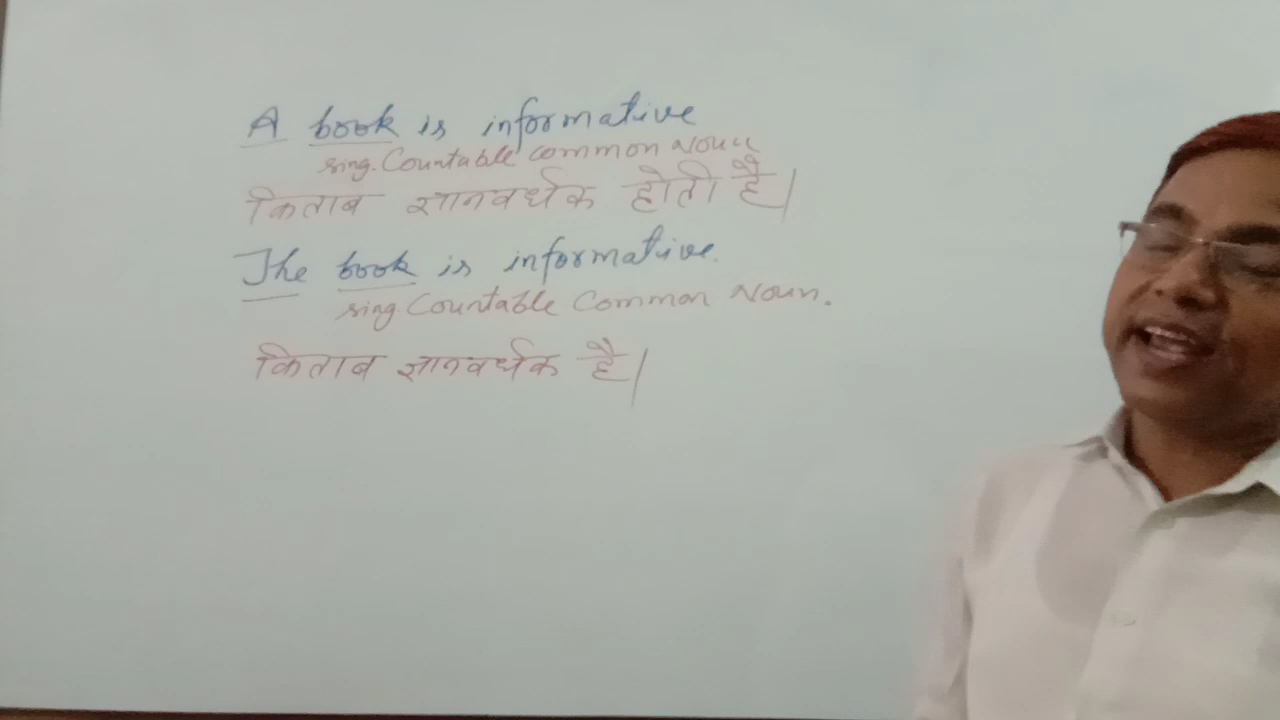 A book is informative
sing. Countable common Noun
किताब ज्ञानवर्धक होती है।
The book is informative.
sing. Countable Common Noun.
किताब ज्ञानवर्धक है।